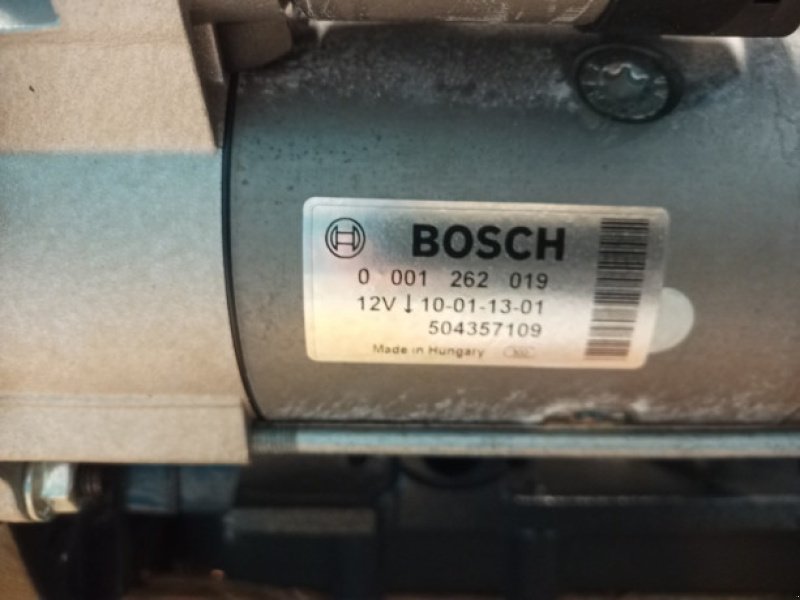 BOSCH
0 001 262 019
12V ↓ 10-01-13-01
504357109
Made in Hungary